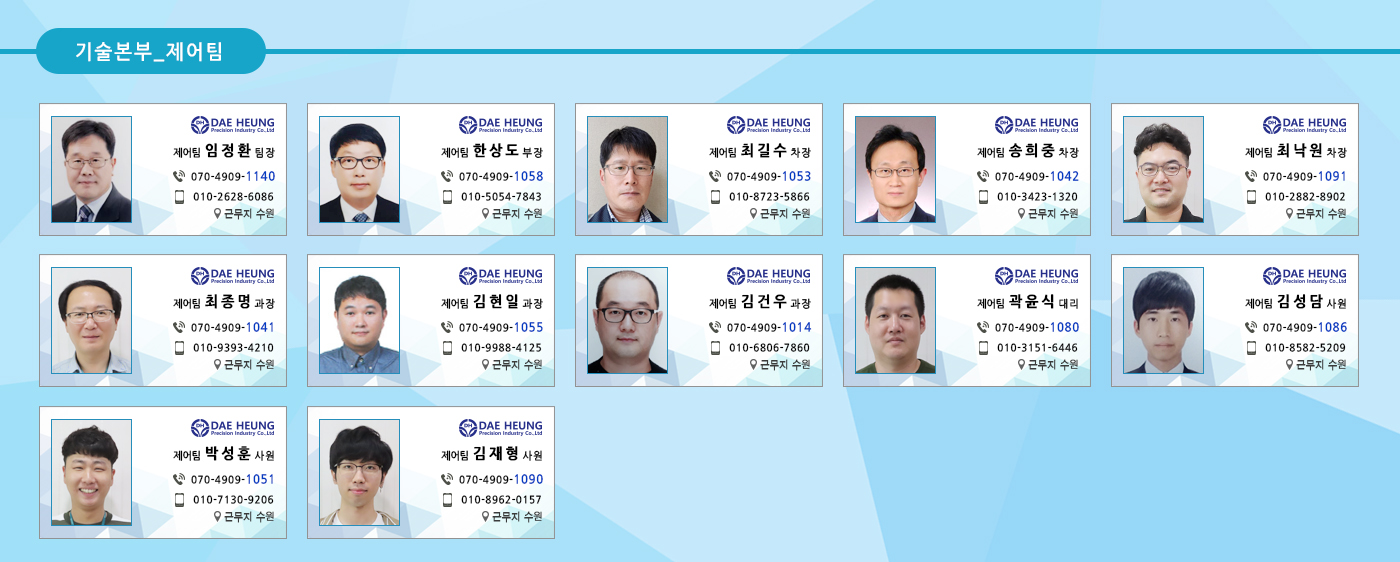 기술본부_제어팀
DAE HEUNG
Precision Industry Co.,Ltd
제어팀 임정환 팀장
070-4909-1140
010-2628-6086
근무지 수원
DAE HEUNG
Precision Industry Co.,Ltd
제어팀 한상도 부장
070-4909-1058
010-5054-7843
근무지 수원
DAE HEUNG
Precision Industry Co.,Ltd
제어팀 최길수 차장
070-4909-1053
010-8723-5866
근무지 수원
DAE HEUNG
Precision Industry Co.,Ltd
제어팀 송희중 차장
070-4909-1042
010-3423-1320
근무지 수원
DAE HEUNG
Precision Industry Co.,Ltd
제어팀 최낙원 차장
070-4909-1091
010-2882-8902
근무지 수원
DAE HEUNG
Precision Industry Co.,Ltd
제어팀 최종명 과장
070-4909-1041
010-9393-4210
근무지 수원
DAE HEUNG
Precision Industry Co.,Ltd
제어팀 김현일 과장
070-4909-1055
010-9988-4125
근무지 수원
DAE HEUNG
Precision Industry Co.,Ltd
제어팀 김건우 과장
070-4909-1014
010-6806-7860
근무지 수원
DAE HEUNG
Precision Industry Co.,Ltd
제어팀 곽윤식 대리
070-4909-1080
010-3151-6446
근무지 수원
DAE HEUNG
Precision Industry Co.,Ltd
제어팀 김성담 사원
070-4909-1086
010-8582-5209
근무지 수원
DAE HEUNG
Precision Industry Co.,Ltd
제어팀 박성훈 사원
070-4909-1051
010-7130-9206
근무지 수원
DAE HEUNG
Precision Industry Co.,Ltd
제어팀 김재형 사원
070-4909-1090
010-8962-0157
근무지 수원